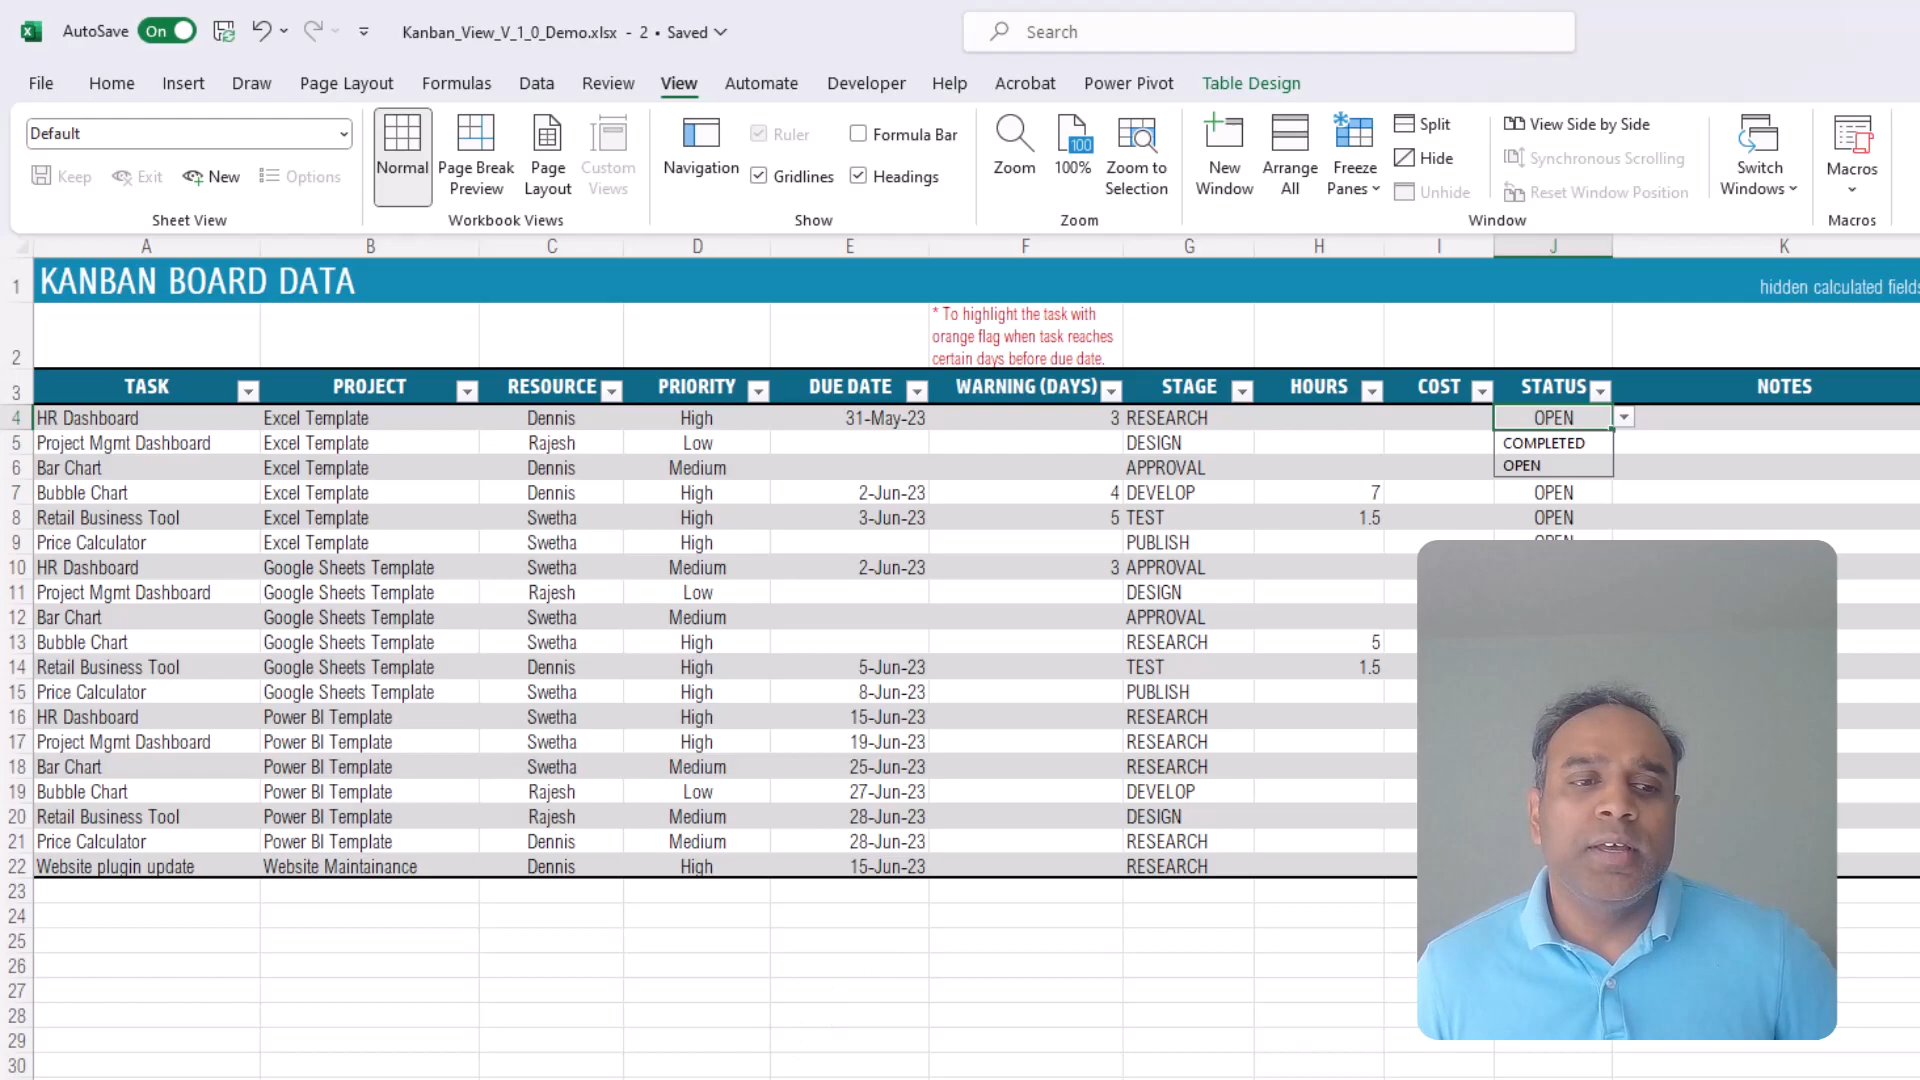 AutoSave On Kanban_View_V_1_0_Demo.xlsx - 2 • Saved Search
File Home Insert Draw Page Layout Formulas Data Review View Automate Developer Help Acrobat Power Pivot Table Design
Default
Keep Exit New Options
Sheet View
Normal
Page Break Preview
Page Layout
Custom Views
Workbook Views
Navigation
Ruler Formula Bar
Gridlines Headings
Show
Zoom
100
100%
Zoom to Selection
Zoom
New Window
Arrange All
Freeze Panes
Split
Hide
Unhide
View Side by Side
Synchronous Scrolling
Reset Window Position
Window
Switch Windows
Macros
Macros
A B C D E F G H I J K
1 KANBAN BOARD DATA hidden calculated fields
* To highlight the task with
orange flag when task reaches
2 certain days before due date.
3 TASK PROJECT RESOURCE PRIORITY DUE DATE WARNING (DAYS) STAGE HOURS COST STATUS NOTES
4 HR Dashboard Excel Template Dennis High 31-May-23 3 RESEARCH OPEN
5 Project Mgmt Dashboard Excel Template Rajesh Low DESIGN COMPLETED
6 Bar Chart Excel Template Dennis Medium APPROVAL OPEN
7 Bubble Chart Excel Template Dennis High 2-Jun-23 4 DEVELOP 7 OPEN
8 Retail Business Tool Excel Template Swetha High 3-Jun-23 5 TEST 1.5 OPEN
9 Price Calculator Excel Template Swetha High PUBLISH OPEN
10 HR Dashboard Google Sheets Template Swetha Medium 2-Jun-23 3 APPROVAL
11 Project Mgmt Dashboard Google Sheets Template Rajesh Low DESIGN
12 Bar Chart Google Sheets Template Swetha Medium APPROVAL
13 Bubble Chart Google Sheets Template Swetha High RESEARCH 5
14 Retail Business Tool Google Sheets Template Dennis High 5-Jun-23 TEST 1.5
15 Price Calculator Google Sheets Template Swetha High 8-Jun-23 PUBLISH
16 HR Dashboard Power BI Template Swetha High 15-Jun-23 RESEARCH
17 Project Mgmt Dashboard Power BI Template Swetha High 19-Jun-23 RESEARCH
18 Bar Chart Power BI Template Swetha Medium 25-Jun-23 RESEARCH
19 Bubble Chart Power BI Template Rajesh Low 27-Jun-23 DEVELOP
20 Retail Business Tool Power BI Template Rajesh Medium 28-Jun-23 DESIGN
21 Price Calculator Power BI Template Dennis Medium 28-Jun-23 RESEARCH
22 Website plugin update Website Maintainance Dennis High 15-Jun-23 RESEARCH
23
24
25
26
27
28
29
30